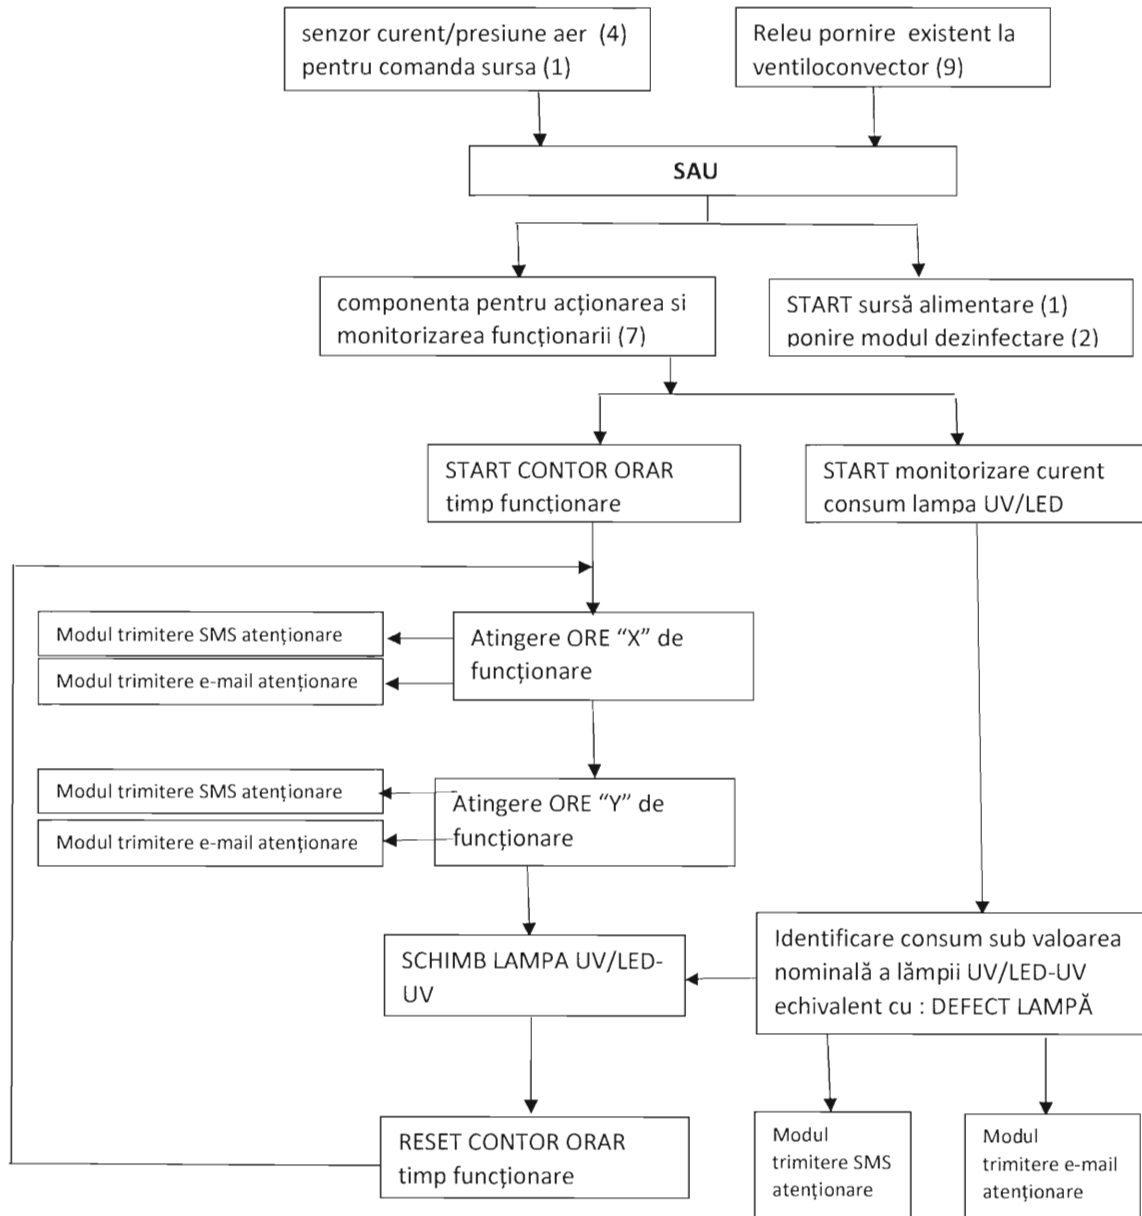 senzor curent/presiune aer (4)
pentru comanda sursa (1)
Releu pornire existent la
ventiloconvector (9)
SAU
componenta pentru acționarea si
monitorizarea funcționarii (7)
START sursă alimentare (1)
ponire modul dezinfectare (2)
START CONTOR ORAR
timp funcționare
START monitorizare curent
consum lampa UV/LED
Modul trimitere SMS atenționare
Modul trimitere e-mail atenționare
Atingere ORE “X” de
funcționare
Modul trimitere SMS atenționare
Modul trimitere e-mail atenționare
Atingere ORE “Y” de
funcționare
SCHIMB LAMPA UV/LED-
UV
Identificare consum sub valoarea
nominală a lămpii UV/LED-UV
echivalent cu : DEFECT LAMPĂ
RESET CONTOR ORAR
timp funcționare
Modul
trimitere SMS
atenționare
Modul
trimitere e-mail
atenționare